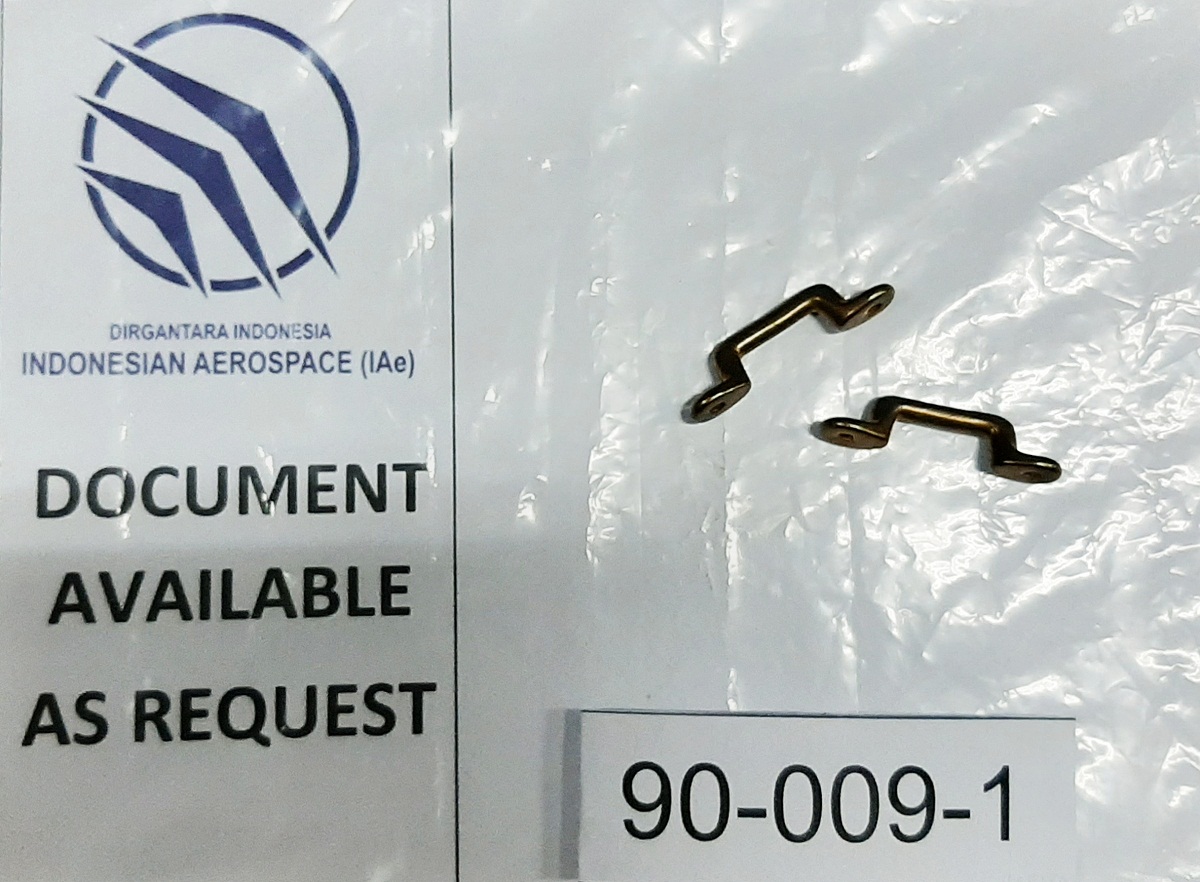 DIRGANTARA INDONESIA
INDONESIAN AEROSPACE (IAe)
DOCUMENT
AVAILABLE
AS REQUEST
90-009-1